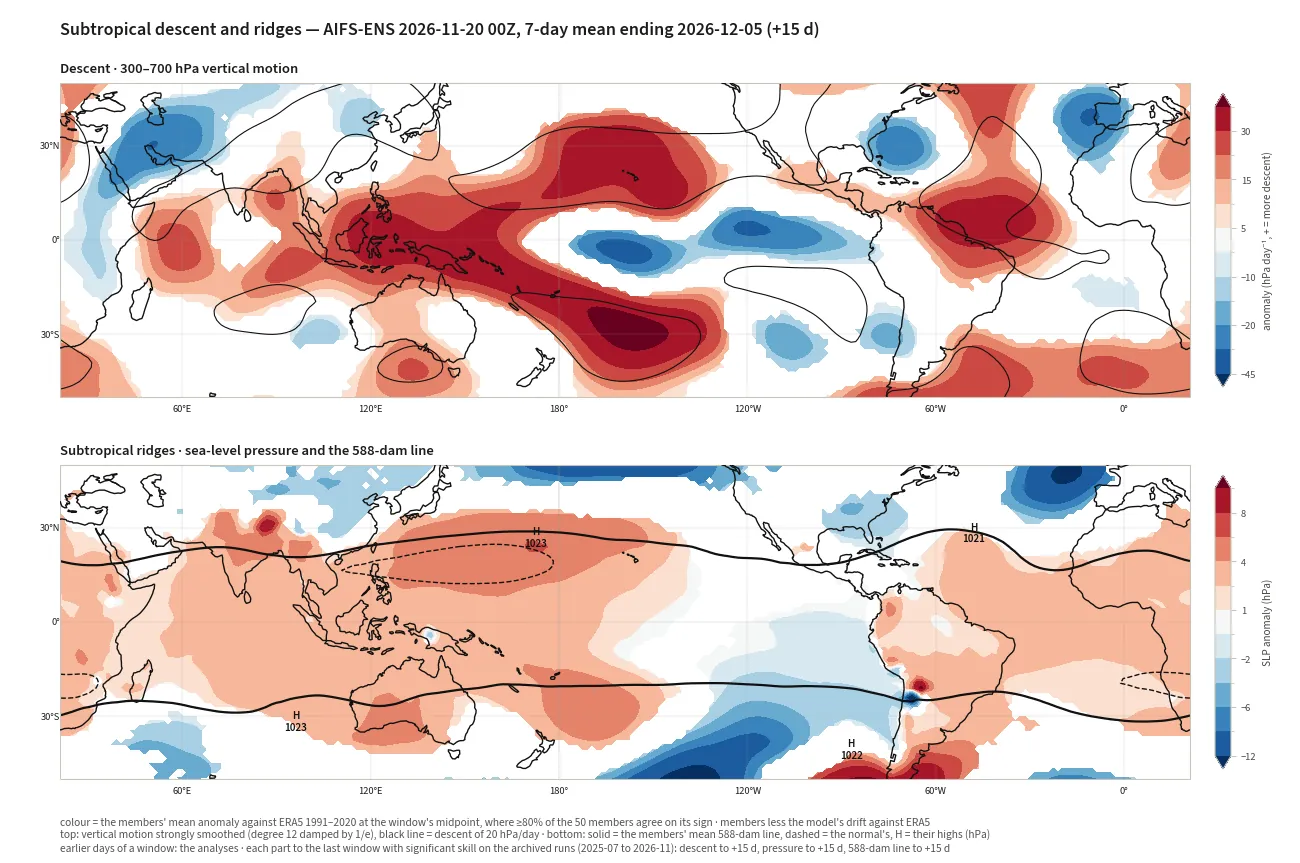 Subtropical descent and ridges — AIFS-ENS 2026-11-20 00Z, 7-day mean ending 2026-12-05 (+15 d)
Descent · 300–700 hPa vertical motion
30°N
0°
30°S
60°E
120°E
180°
120°W
60°W
0°
30
15
5
−10
−20
−45
anomaly (hPa day⁻¹, + = more descent)
Subtropical ridges · sea-level pressure and the 588-dam line
30°N
0°
30°S
H
1023
H
1021
H
1023
H
1022
60°E
120°E
180°
120°W
60°W
0°
8
4
1
−2
−6
−12
SLP anomaly (hPa)
colour = the members' mean anomaly against ERA5 1991–2020 at the window's midpoint, where ≥80% of the 50 members agree on its sign · members less the model's drift against ERA5
top: vertical motion strongly smoothed (degree 12 damped by 1/e), black line = descent of 20 hPa/day · bottom: solid = the members' mean 588-dam line, dashed = the normal's, H = their highs (hPa)
earlier days of a window: the analyses · each part to the last window with significant skill on the archived runs (2025-07 to 2026-11): descent to +15 d, pressure to +15 d, 588-dam line to +15 d